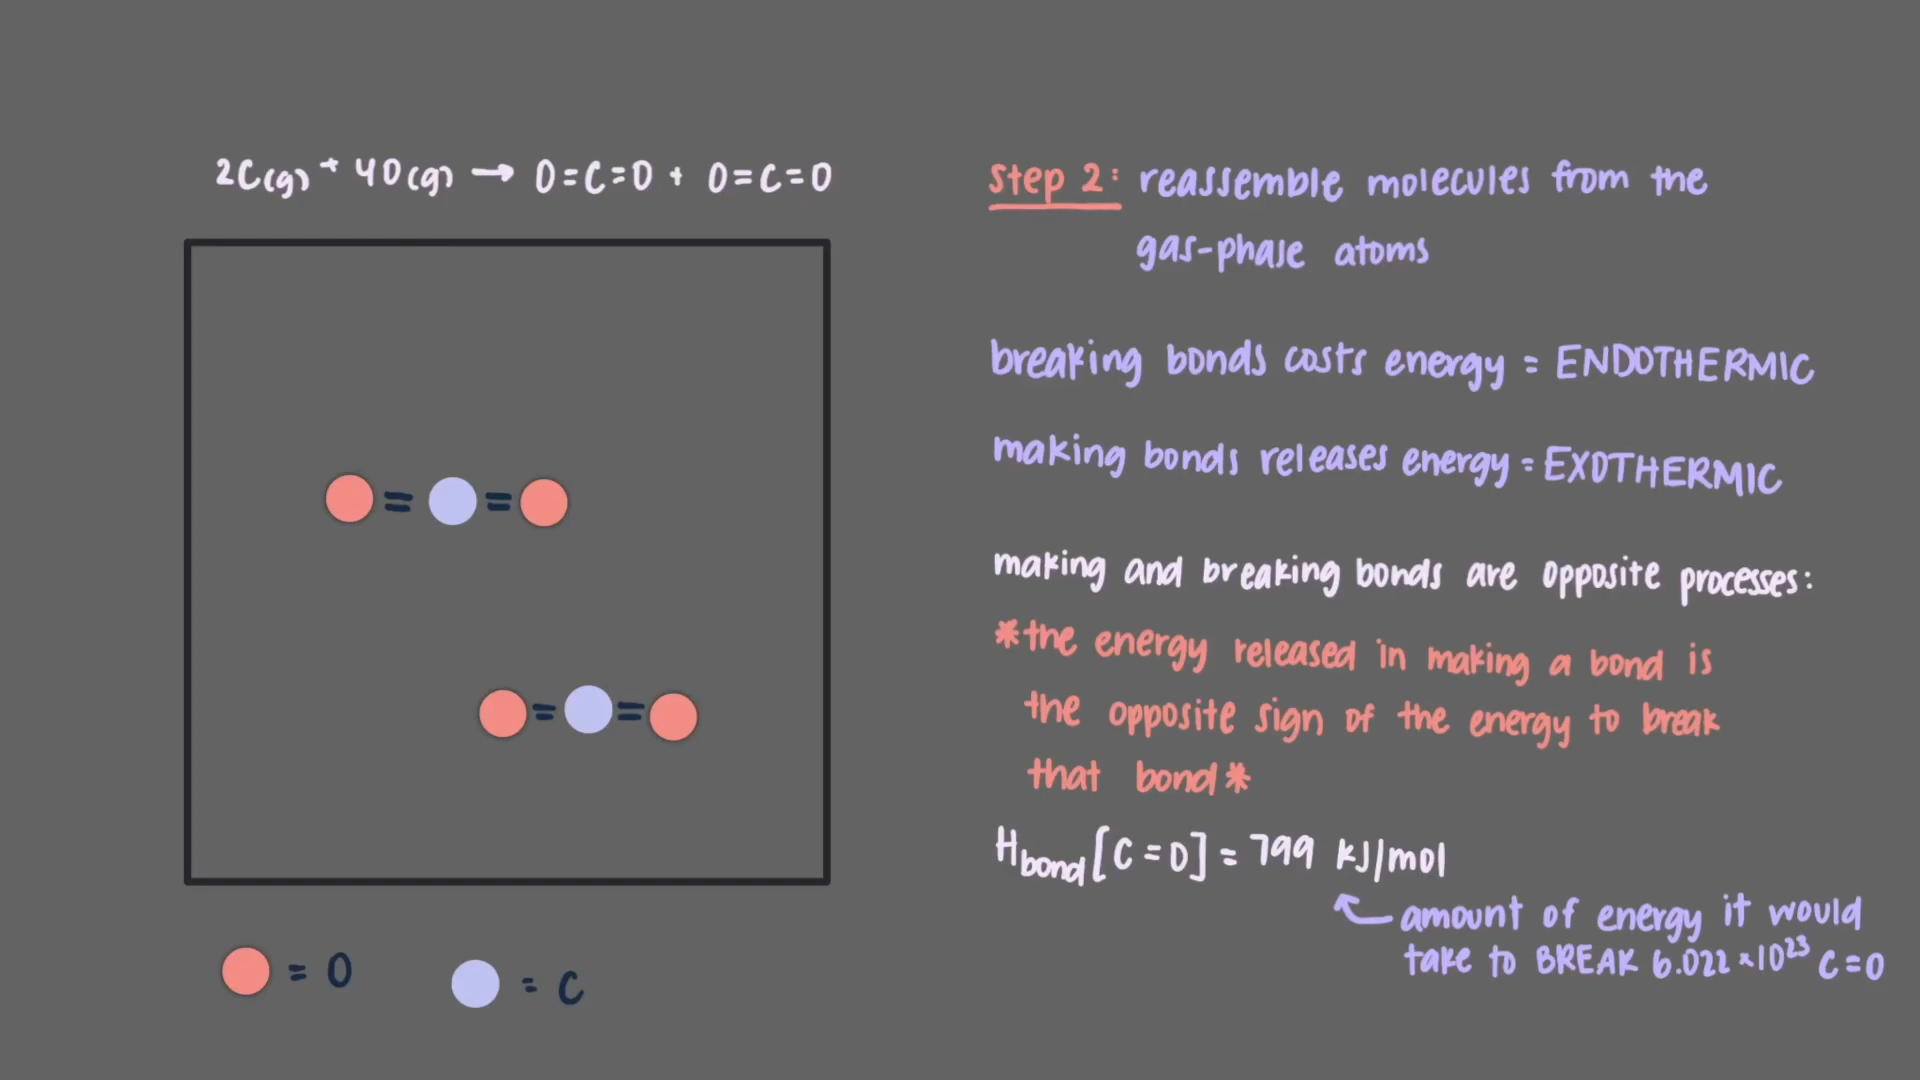 2C(g) + 4O(g) → O=C=O + O=C=O
step 2: reassemble molecules from the
gas-phase atoms
breaking bonds costs energy = ENDOTHERMIC
making bonds releases energy = EXOTHERMIC
making and breaking bonds are opposite processes:
*the energy released in making a bond is
the opposite sign of the energy to break
that bond*
Hbond[C=O] = 799 kJ/mol
amount of energy it would
take to BREAK 6.022×10²³ C=O
= O
= C